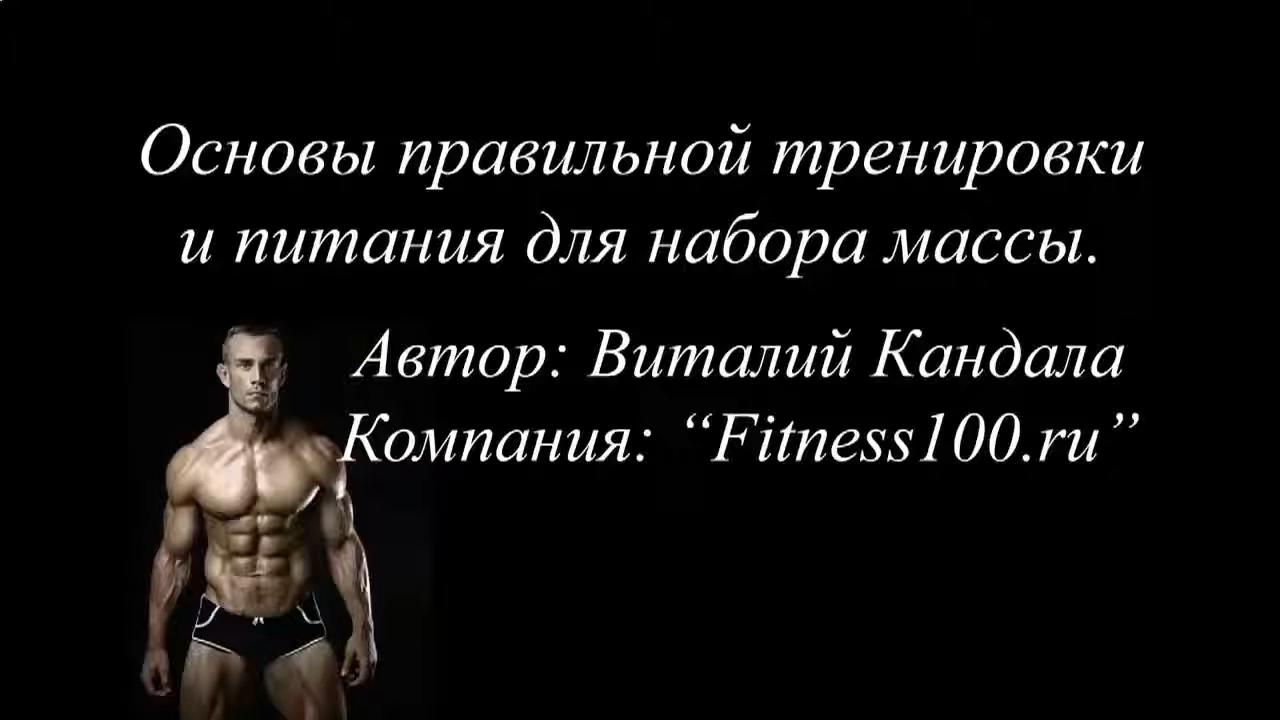 Основы правильной тренировки
и питания для набора массы.
Автор: Виталий Кандала
Компания: “Fitness100.ru”